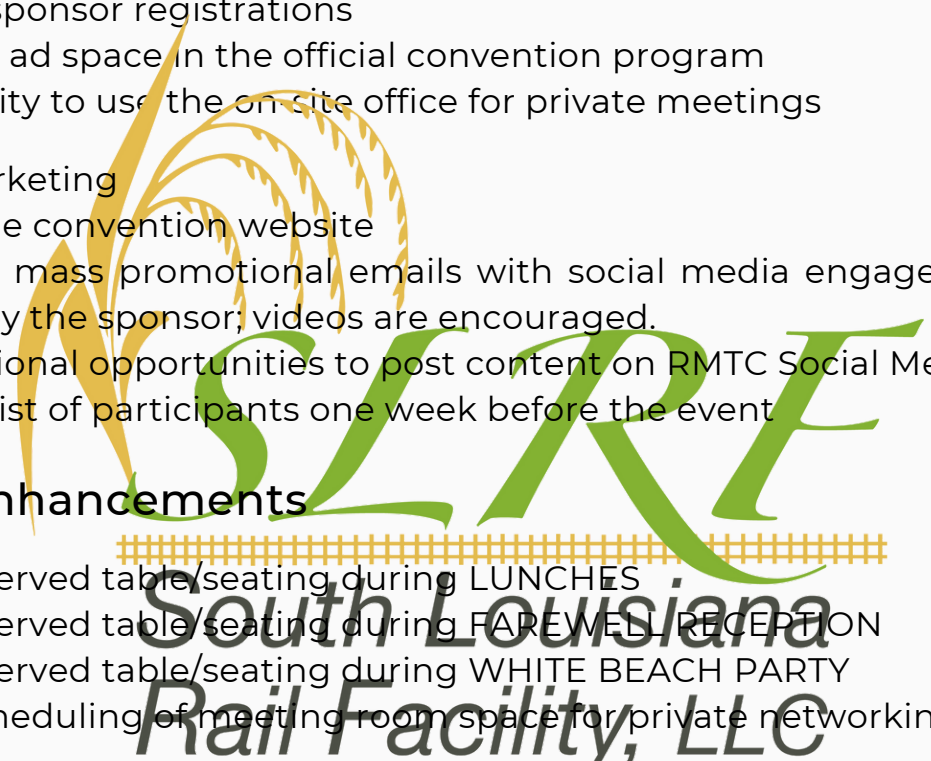 sponsor registrations
ad space in the official convention program
ity to use the on-site office for private meetings
rketing
e convention website
mass promotional emails with social media engage
y the sponsor; videos are encouraged.
ional opportunities to post content on RMTC Social Me
ist of participants one week before the event
SLRF
nhancements
erved table/seating during LUNCHES
South Louisiana
erved table/seating during FAREWELL RECEPTION
erved table/seating during WHITE BEACH PARTY
heduling of meeting room space for private networkin
Rail Facility, LLC